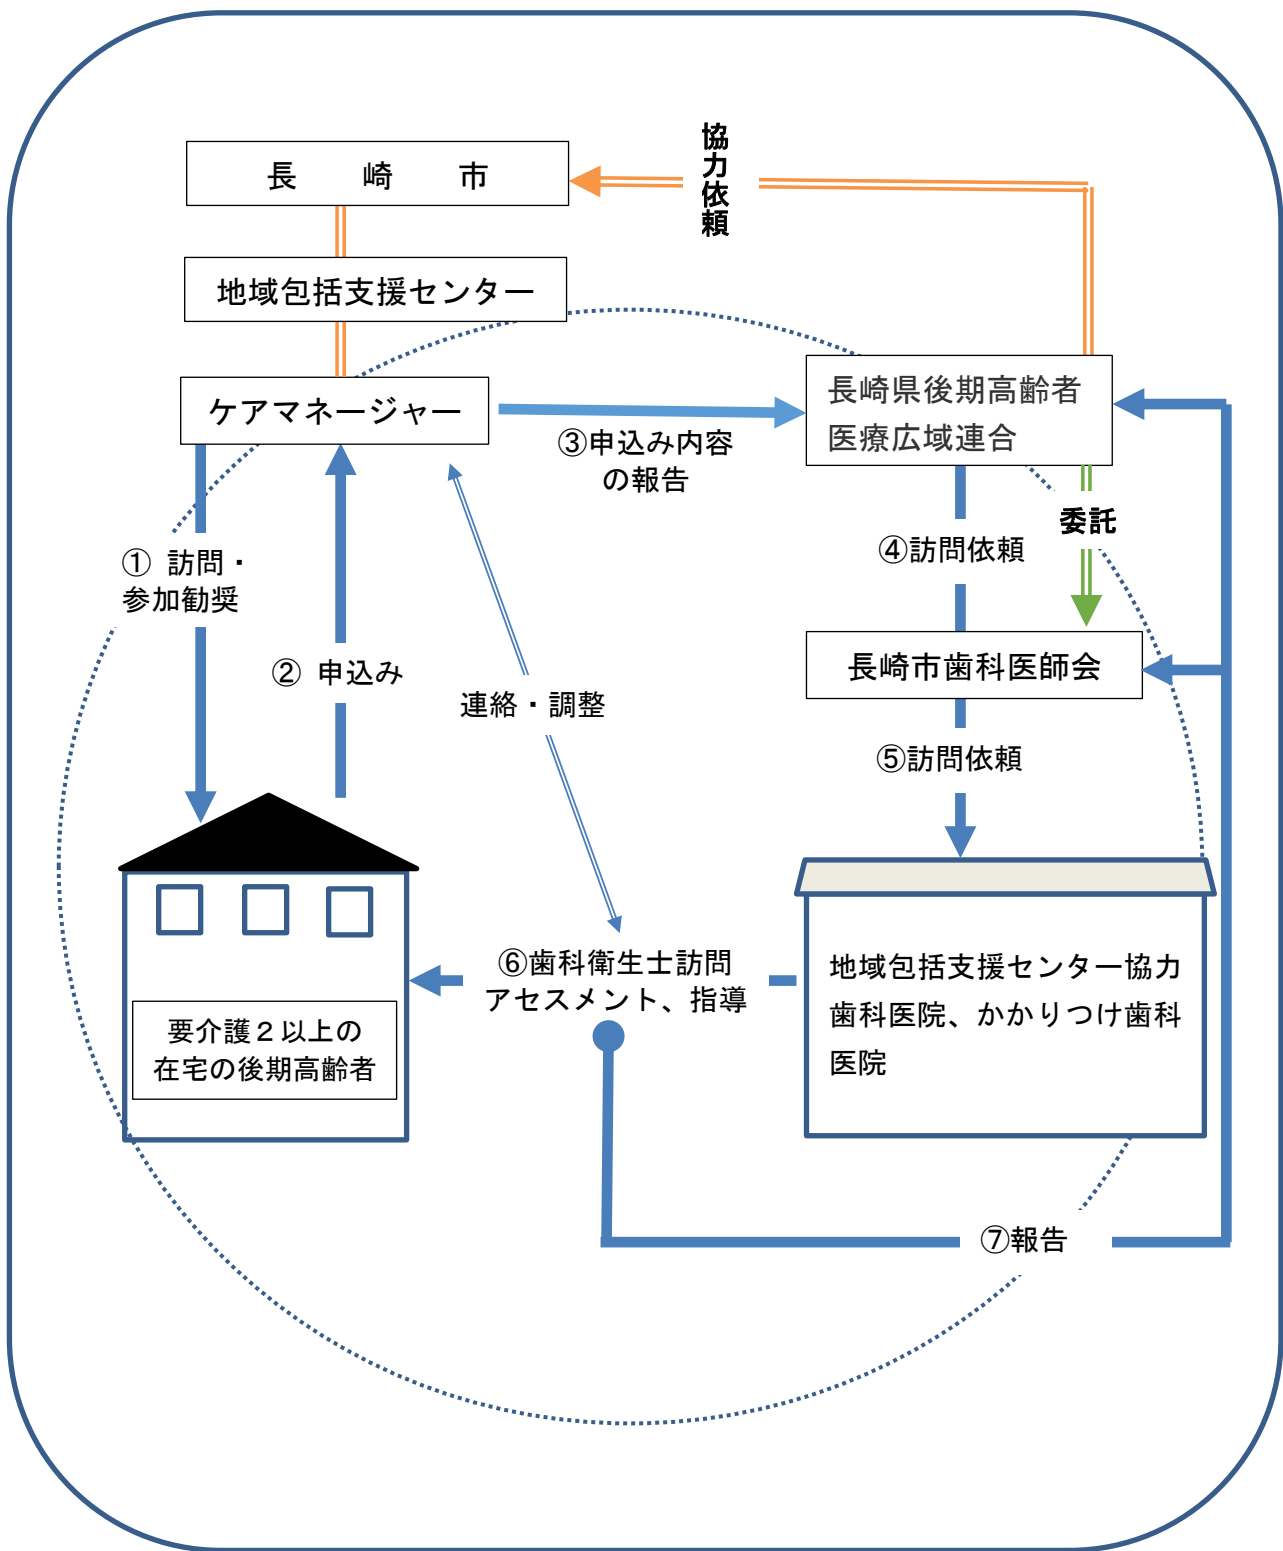 協力依頼
長　崎　市
地域包括支援センター
ケアマネージャー
長崎県後期高齢者
医療広域連合
③申込み内容
の報告
委託
① 訪問・
参加勧奨
④訪問依頼
② 申込み
連絡・調整
長崎市歯科医師会
⑤訪問依頼
⑥歯科衛生士訪問
アセスメント、指導
地域包括支援センター協力
歯科医院、かかりつけ歯科
医院
要介護２以上の
在宅の後期高齢者
⑦報告